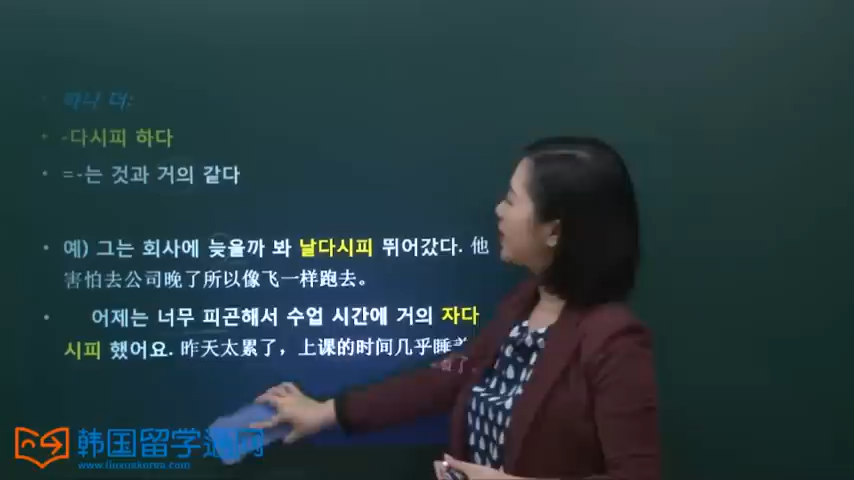 하나 더:
-다시피 하다
=-는 것과 거의 같다
예) 그는 회사에 늦을까 봐 날다시피 뛰어갔다. 他
害怕去公司晚了所以像飞一样跑去。
어제는 너무 피곤해서 수업 시간에 거의 자다
시피 했어요. 昨天太累了，上课的时间几乎睡着了
韩国留学通网